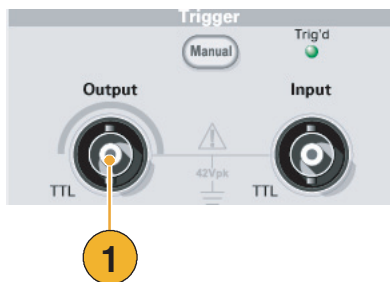 Trigger
Manual
Trig'd
Output
Input
42Vpk
TTL
TTL
1